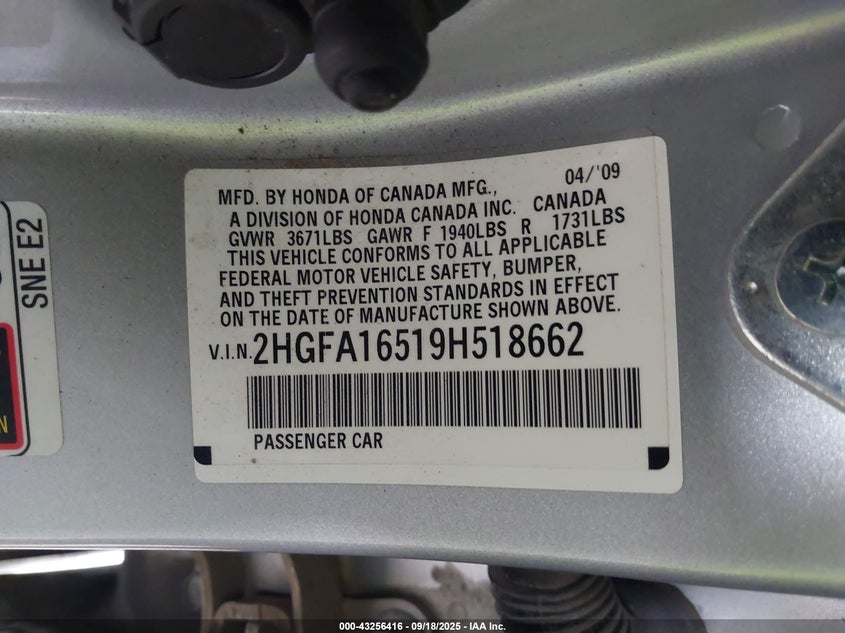 04/'09
MFD. BY HONDA OF CANADA MFG.,
A DIVISION OF HONDA CANADA INC. CANADA
GVWR 3671LBS GAWR F 1940LBS R 1731LBS
THIS VEHICLE CONFORMS TO ALL APPLICABLE
FEDERAL MOTOR VEHICLE SAFETY, BUMPER,
AND THEFT PREVENTION STANDARDS IN EFFECT
ON THE DATE OF MANUFACTURE SHOWN ABOVE.
V.I.N. 2HGFA16519H518662
PASSENGER CAR
SNE E2
000-43256416 - 09/18/2025 - IAA Inc.